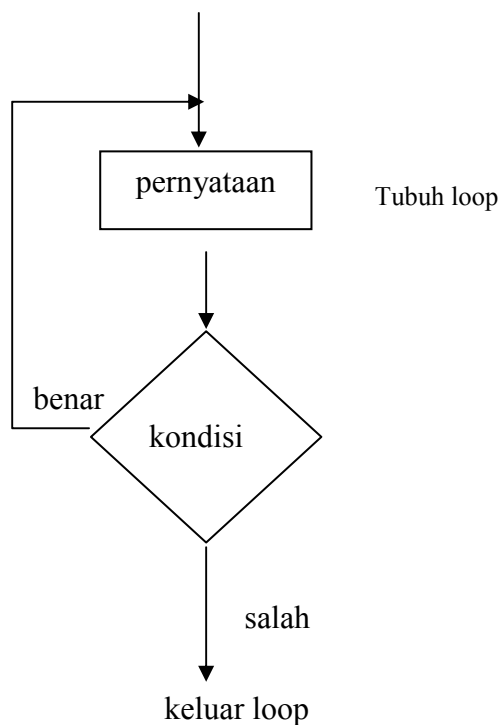 pernyataan
Tubuh loop
benar
kondisi
salah
keluar loop